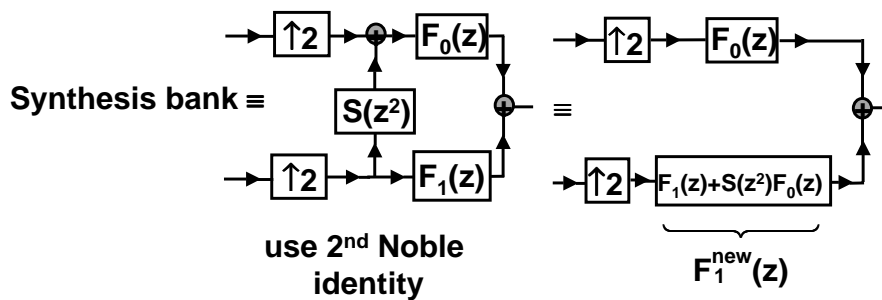 ↑2 + F₀(z) ↑2 F₀(z)
Synthesis bank ≡ S(z²) + ≡ +
↑2 F₁(z) ↑2 F₁(z)+S(z²)F₀(z)
use 2ⁿᵈ Noble
identity
F₁ⁿᵉʷ(z)